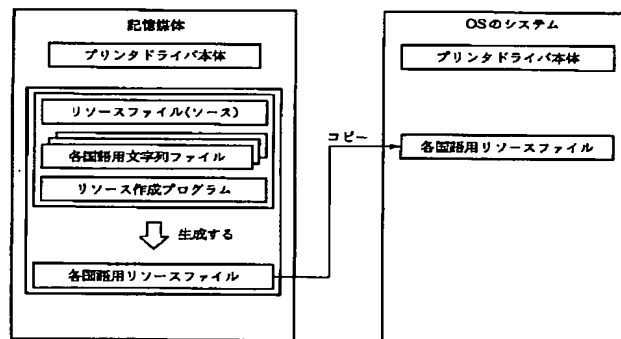 記憶媒体
プリンタドライバ本体
リソースファイル(ソース)
各国語用文字列ファイル
リソース作成プログラム
生成する
各国語用リソースファイル
コピー
OSのシステム
プリンタドライバ本体
各国語用リソースファイル